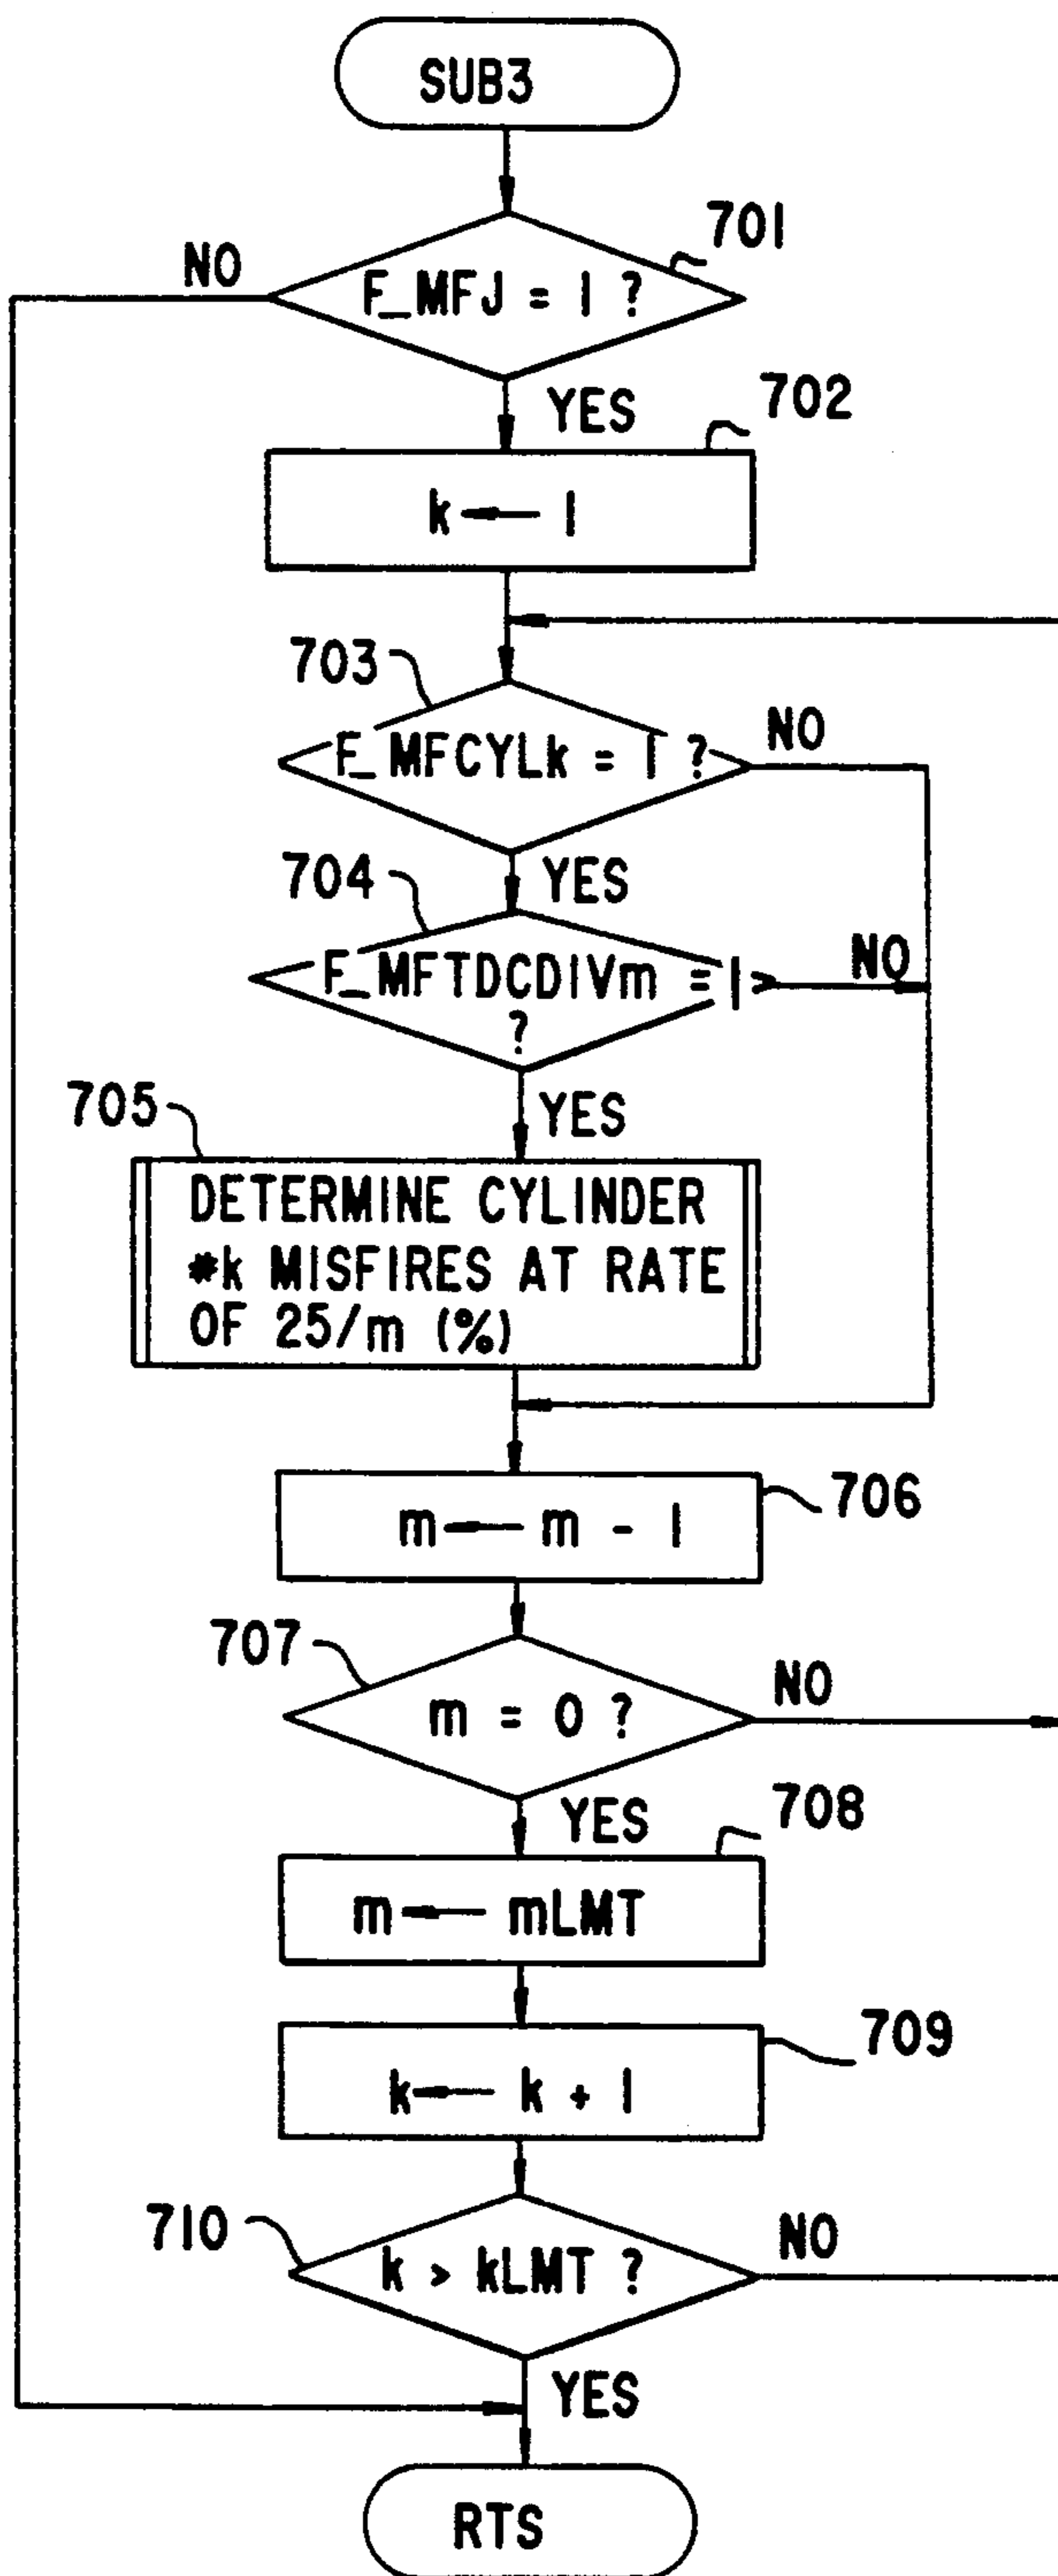 SUB3
701
NO
F_MFJ = 1 ?
YES
702
k ← 1
703
F_MFCYLk = 1 ?
NO
704
YES
F_MFTDCDIVm = 1
?
NO
705
YES
DETERMINE CYLINDER
#k MISFIRES AT RATE
OF 25/m (%)
706
m ← m - 1
707
m = 0 ?
NO
YES
708
m ← mLMT
709
k ← k + 1
710
k > kLMT ?
NO
YES
RTS